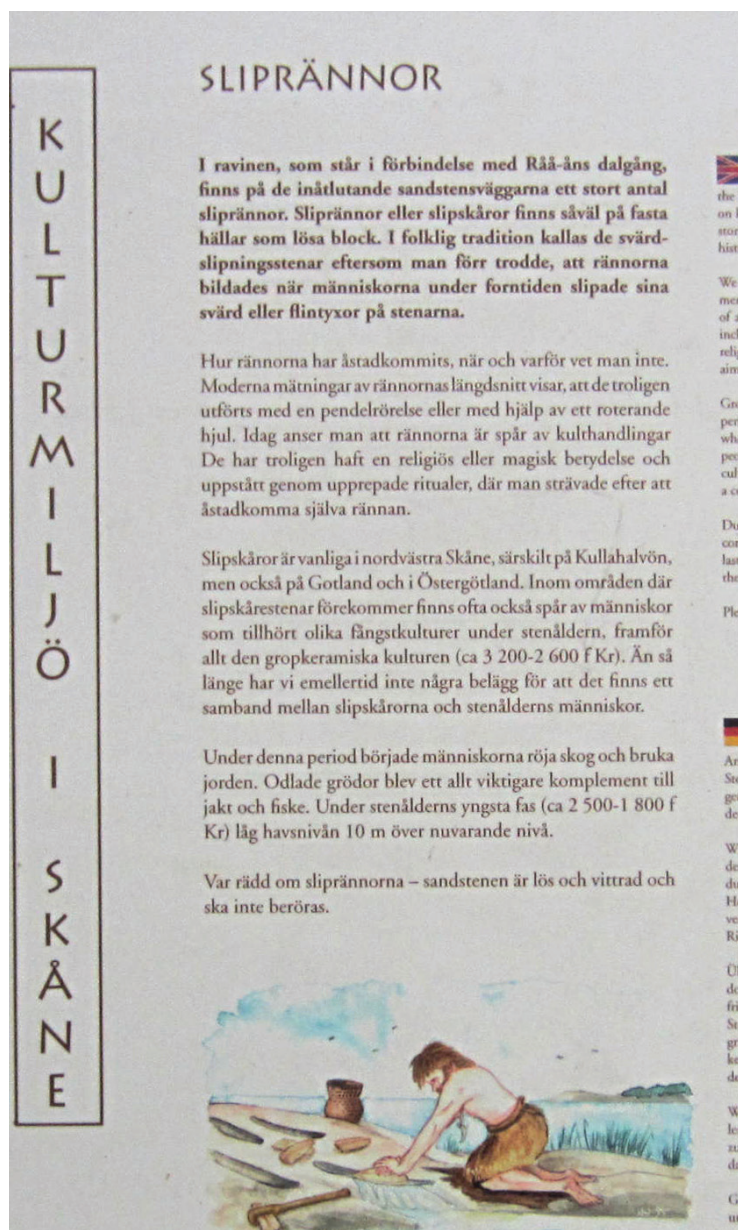 KULTURMILJÖ I SKÅNE
SLIPRÄNNOR
I ravinen, som står i förbindelse med Råå-åns dalgång,
finns på de inåtlutande sandstensväggarna ett stort antal
sliprännor. Sliprännor eller slipskåror finns såväl på fasta
hällar som lösa block. I folklig tradition kallas de svärd-
slipningsstenar eftersom man förr trodde, att rännorna
bildades när människorna under forntiden slipade sina
svärd eller flintyxor på stenarna.
Hur rännorna har åstadkommits, när och varför vet man inte.
Moderna mätningar av rännornas längdsnitt visar, att de troligen
utförts med en pendelrörelse eller med hjälp av ett roterande
hjul. Idag anser man att rännorna är spår av kulthandlingar
De har troligen haft en religiös eller magisk betydelse och
uppstått genom upprepade ritualer, där man strävade efter att
åstadkomma själva rännan.
Slipskåror är vanliga i nordvästra Skåne, särskilt på Kullahalvön,
men också på Gotland och i Östergötland. Inom områden där
slipskårestenar förekommer finns ofta också spår av människor
som tillhört olika fångstkulturer under stenåldern, framför
allt den gropkeramiska kulturen (ca 3 200-2 600 f Kr). Än så
länge har vi emellertid inte några belägg för att det finns ett
samband mellan slipskårorna och stenålderns människor.
Under denna period började människorna röja skog och bruka
jorden. Odlade grödor blev ett allt viktigare komplement till
jakt och fiske. Under stenålderns yngsta fas (ca 2 500-1 800 f
Kr) låg havsnivån 10 m över nuvarande nivå.
Var rädd om sliprännorna – sandstenen är lös och vittrad och
ska inte beröras.
the
on
We
of